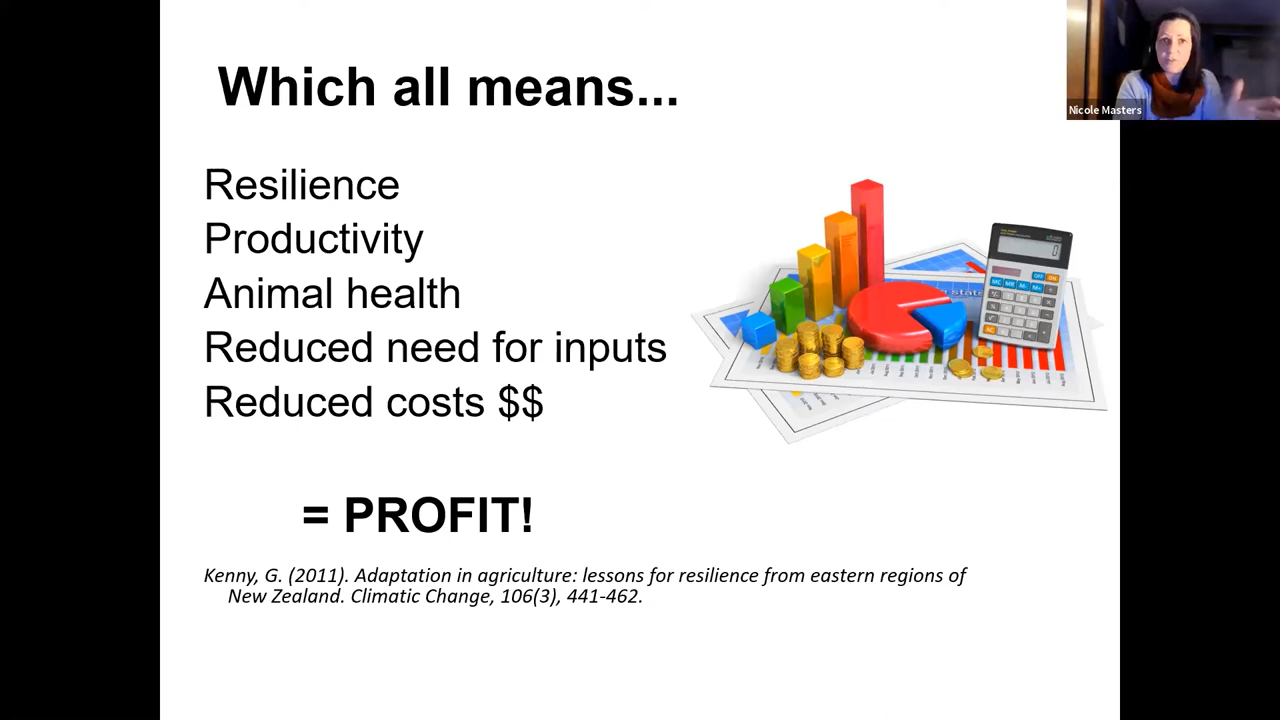 Which all means...
Nicole Masters
Resilience
Productivity
Animal health
Reduced need for inputs
Reduced costs $$
= PROFIT!
Kenny, G. (2011). Adaptation in agriculture: lessons for resilience from eastern regions of
New Zealand. Climatic Change, 106(3), 441-462.